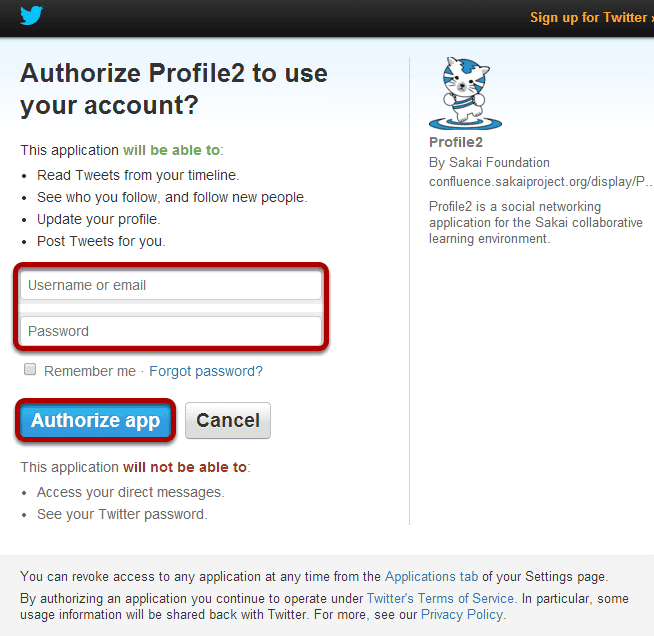 Sign up for Twitter ›
Authorize Profile2 to use
your account?
This application will be able to:
Read Tweets from your timeline.
See who you follow, and follow new people.
Update your profile.
Post Tweets for you.
Username or email
Password
Remember me · Forgot password?
Authorize app
Cancel
This application will not be able to:
Access your direct messages.
See your Twitter password.
Profile2
By Sakai Foundation
confluence.sakaiproject.org/display/P...
Profile2 is a social networking
application for the Sakai collaborative
learning environment.
You can revoke access to any application at any time from the Applications tab of your Settings page.
By authorizing an application you continue to operate under Twitter's Terms of Service. In particular, some
usage information will be shared back with Twitter. For more, see our Privacy Policy.